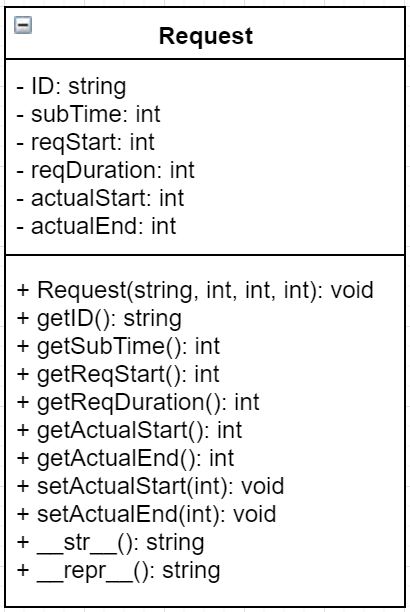 Request
- ID: string
- subTime: int
- reqStart: int
- reqDuration: int
- actualStart: int
- actualEnd: int
+ Request(string, int, int, int): void
+ getID(): string
+ getSubTime(): int
+ getReqStart(): int
+ getReqDuration(): int
+ getActualStart(): int
+ getActualEnd(): int
+ setActualStart(int): void
+ setActualEnd(int): void
+ __str__(): string
+ __repr__(): string